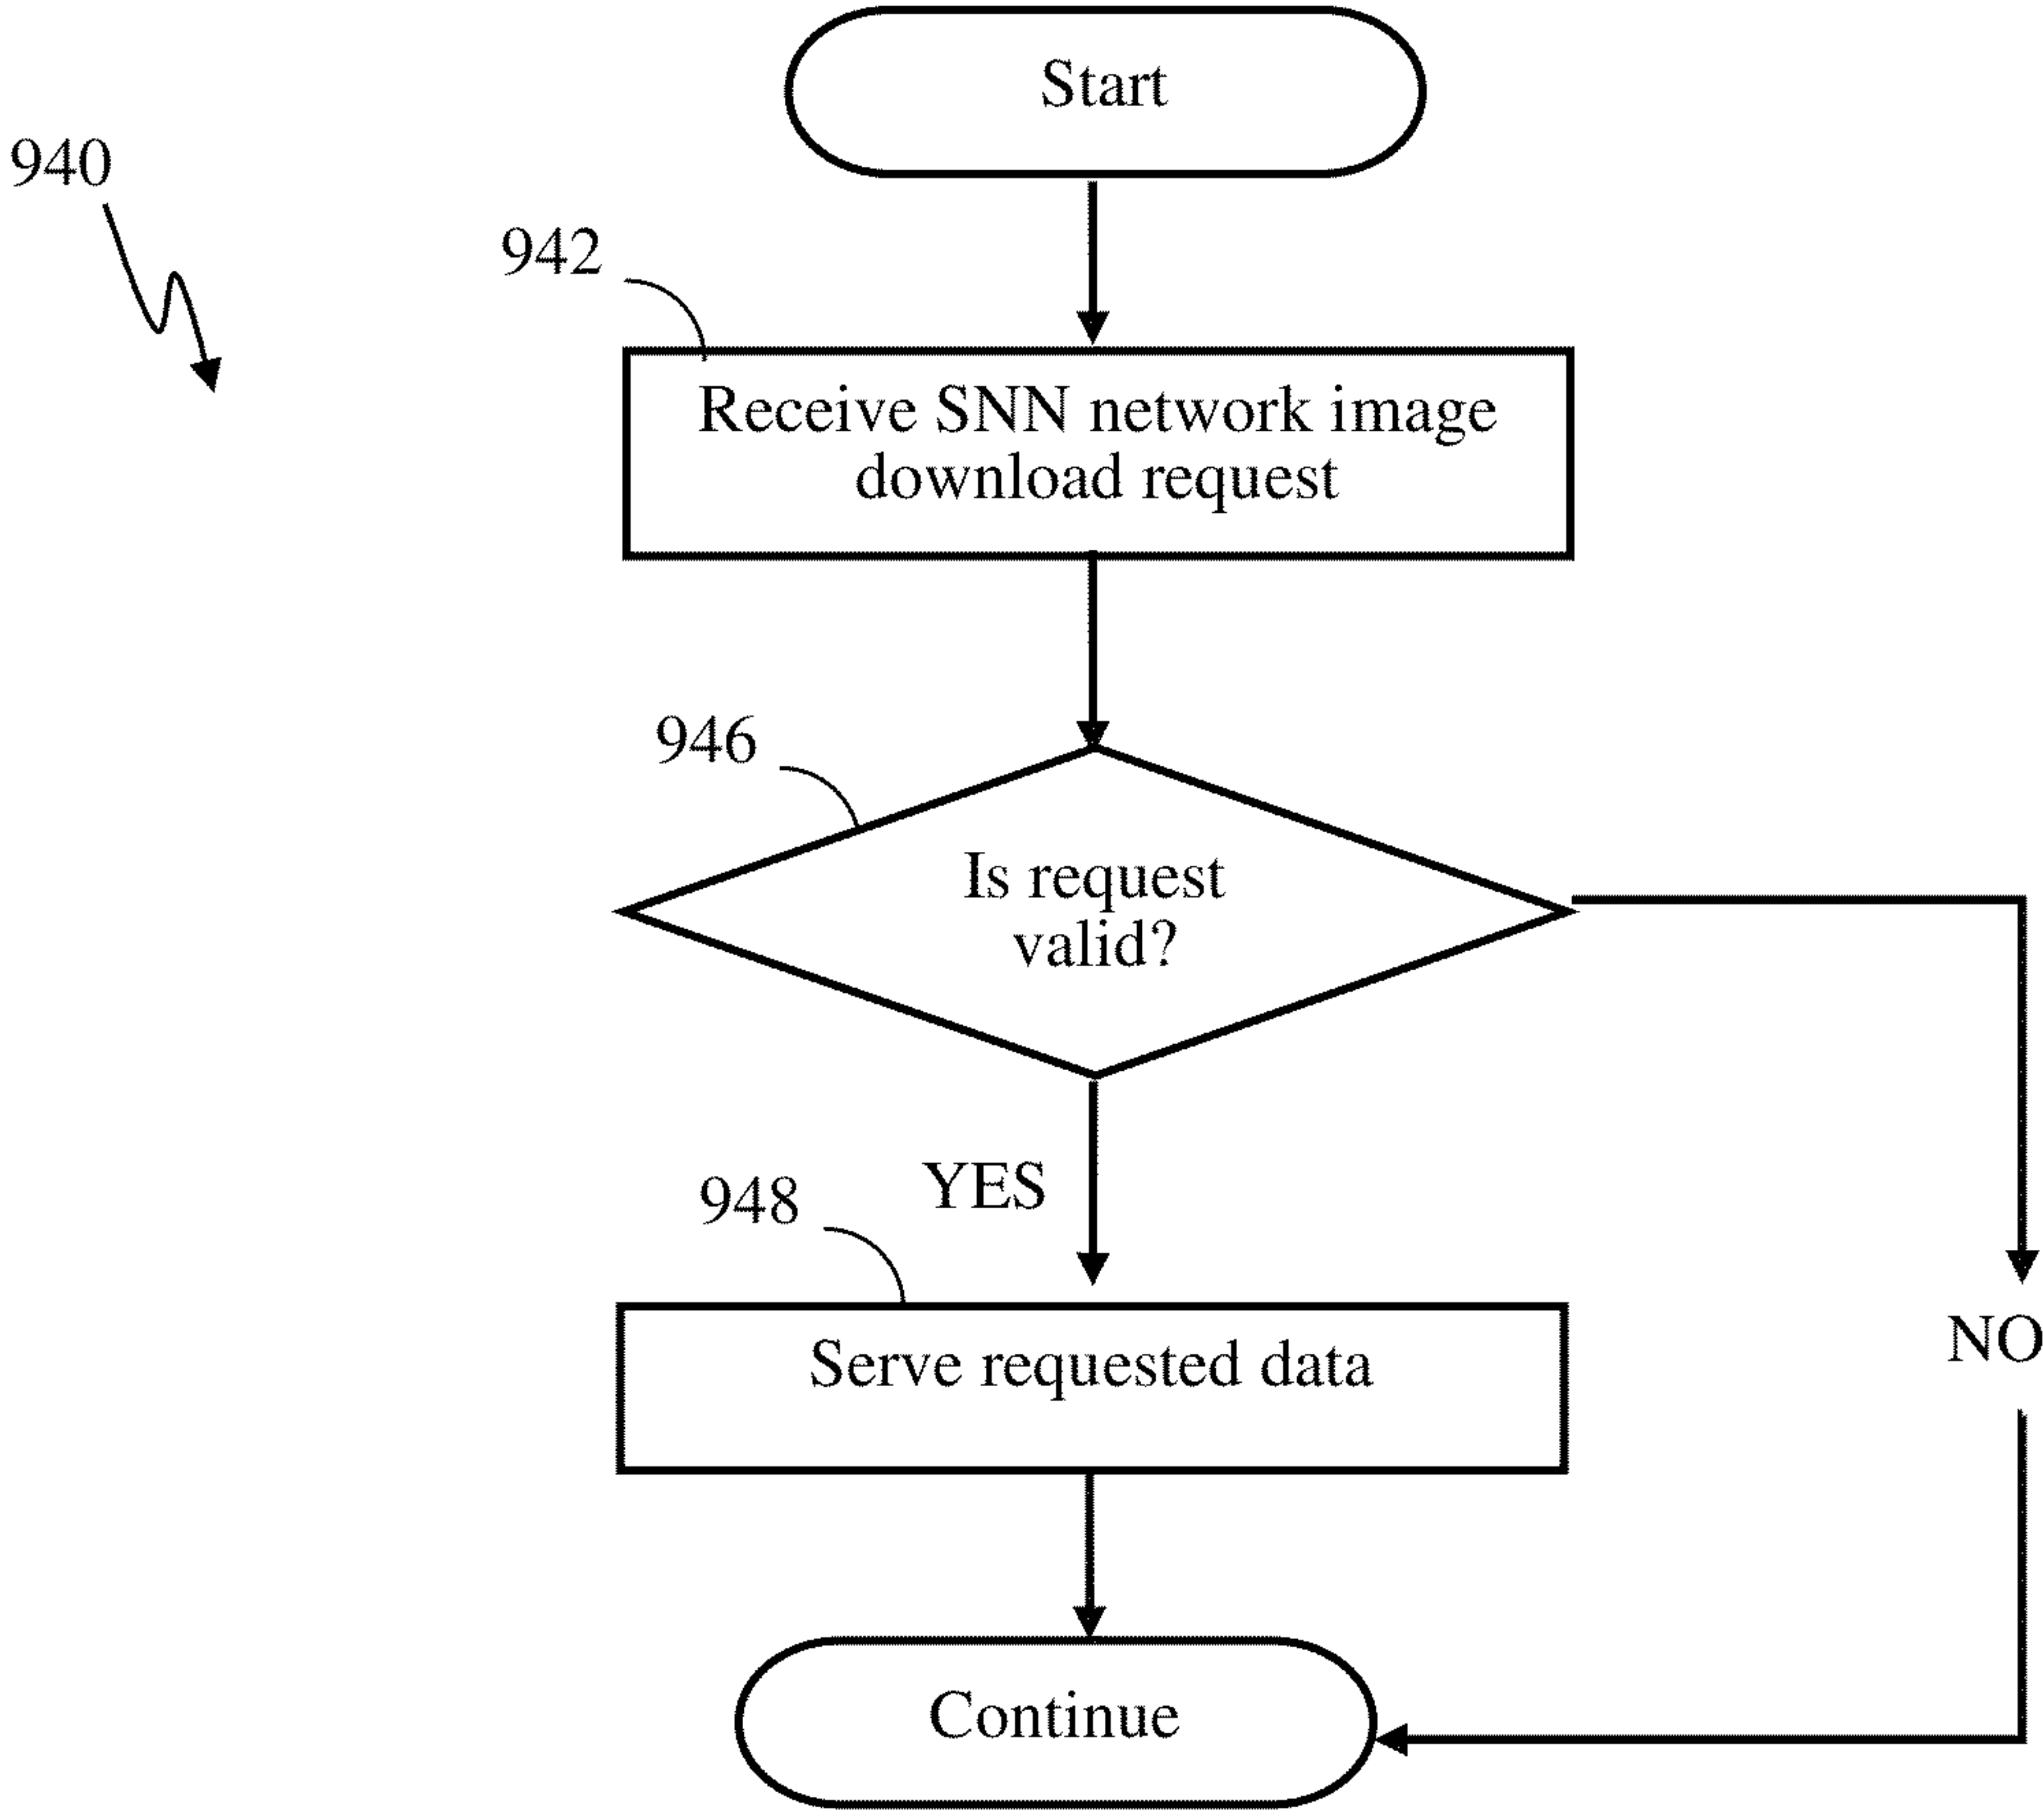 Start
940
942
Receive SNN network image
download request
946
Is request
valid?
YES
948
Serve requested data
NO
Continue